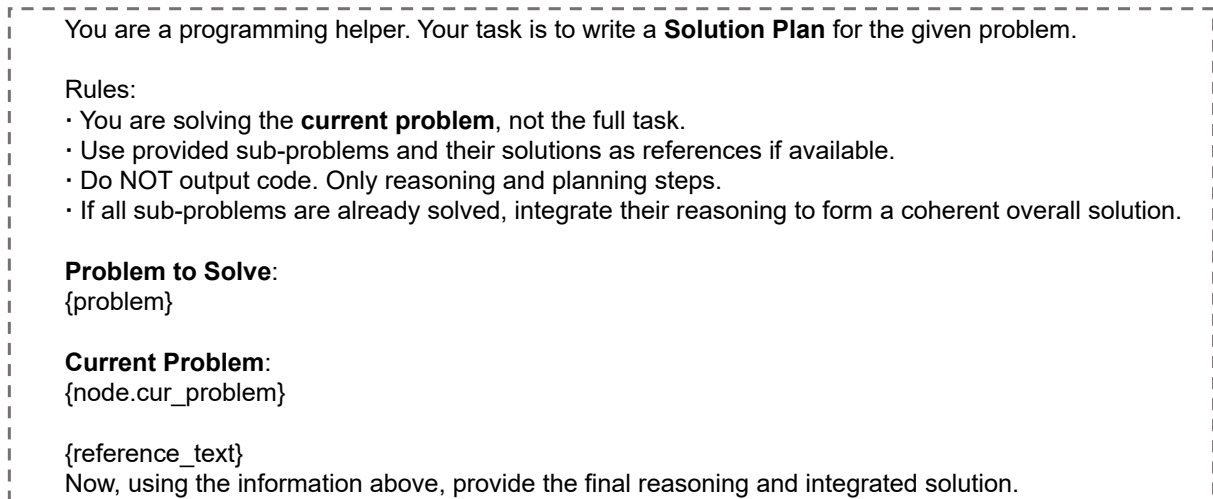 You are a programming helper. Your task is to write a Solution Plan for the given problem.
Rules:
· You are solving the current problem, not the full task.
· Use provided sub-problems and their solutions as references if available.
· Do NOT output code. Only reasoning and planning steps.
· If all sub-problems are already solved, integrate their reasoning to form a coherent overall solution.
Problem to Solve:
{problem}
Current Problem:
{node.cur_problem}
{reference_text}
Now, using the information above, provide the final reasoning and integrated solution.